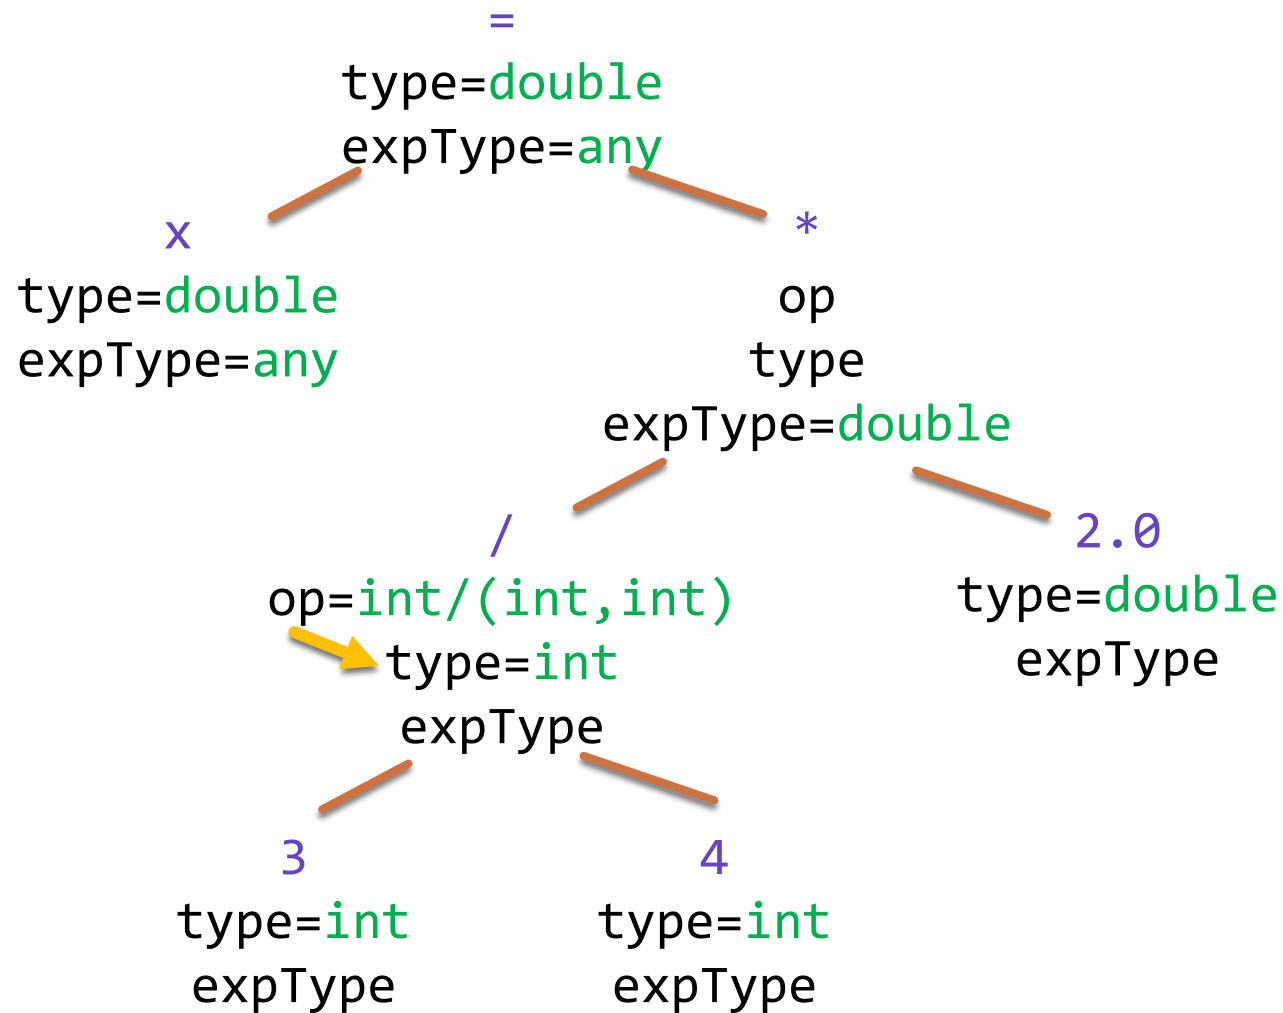 =
type=double
expType=any
x
type=double
expType=any
*
op
type
expType=double
/
op=int/(int,int)
type=int
expType
2.0
type=double
expType
3
type=int
expType
4
type=int
expType